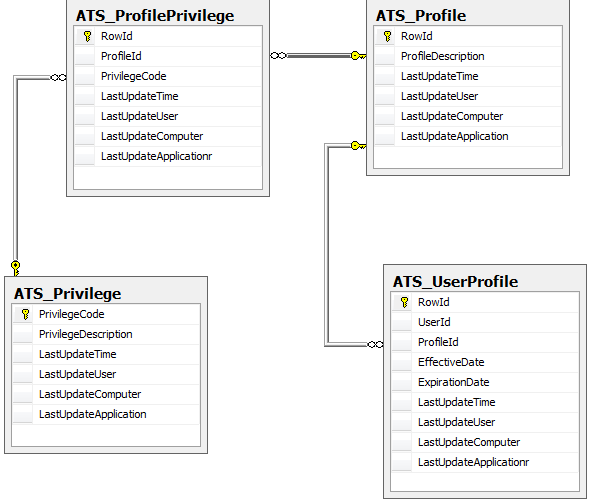 ATS_ProfilePrivilege
RowId
ProfileId
PrivilegeCode
LastUpdateTime
LastUpdateUser
LastUpdateComputer
LastUpdateApplicationr
ATS_Profile
RowId
ProfileDescription
LastUpdateTime
LastUpdateUser
LastUpdateComputer
LastUpdateApplication
ATS_Privilege
PrivilegeCode
PrivilegeDescription
LastUpdateTime
LastUpdateUser
LastUpdateComputer
LastUpdateApplication
ATS_UserProfile
RowId
UserId
ProfileId
EffectiveDate
ExpirationDate
LastUpdateTime
LastUpdateUser
LastUpdateComputer
LastUpdateApplicationr